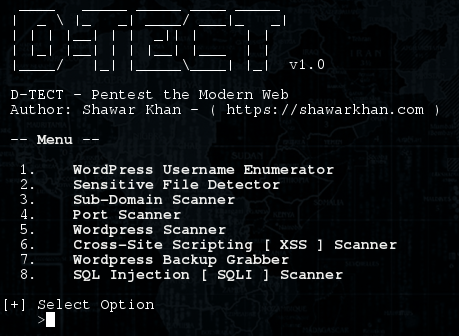 D-TECT v1.0
D-TECT - Pentest the Modern Web
Author: Shawar Khan - ( https://shawarkhan.com )
-- Menu --
1. WordPress Username Enumerator
2. Sensitive File Detector
3. Sub-Domain Scanner
4. Port Scanner
5. Wordpress Scanner
6. Cross-Site Scripting [ XSS ] Scanner
7. Wordpress Backup Grabber
8. SQL Injection [ SQLI ] Scanner
[+] Select Option
>